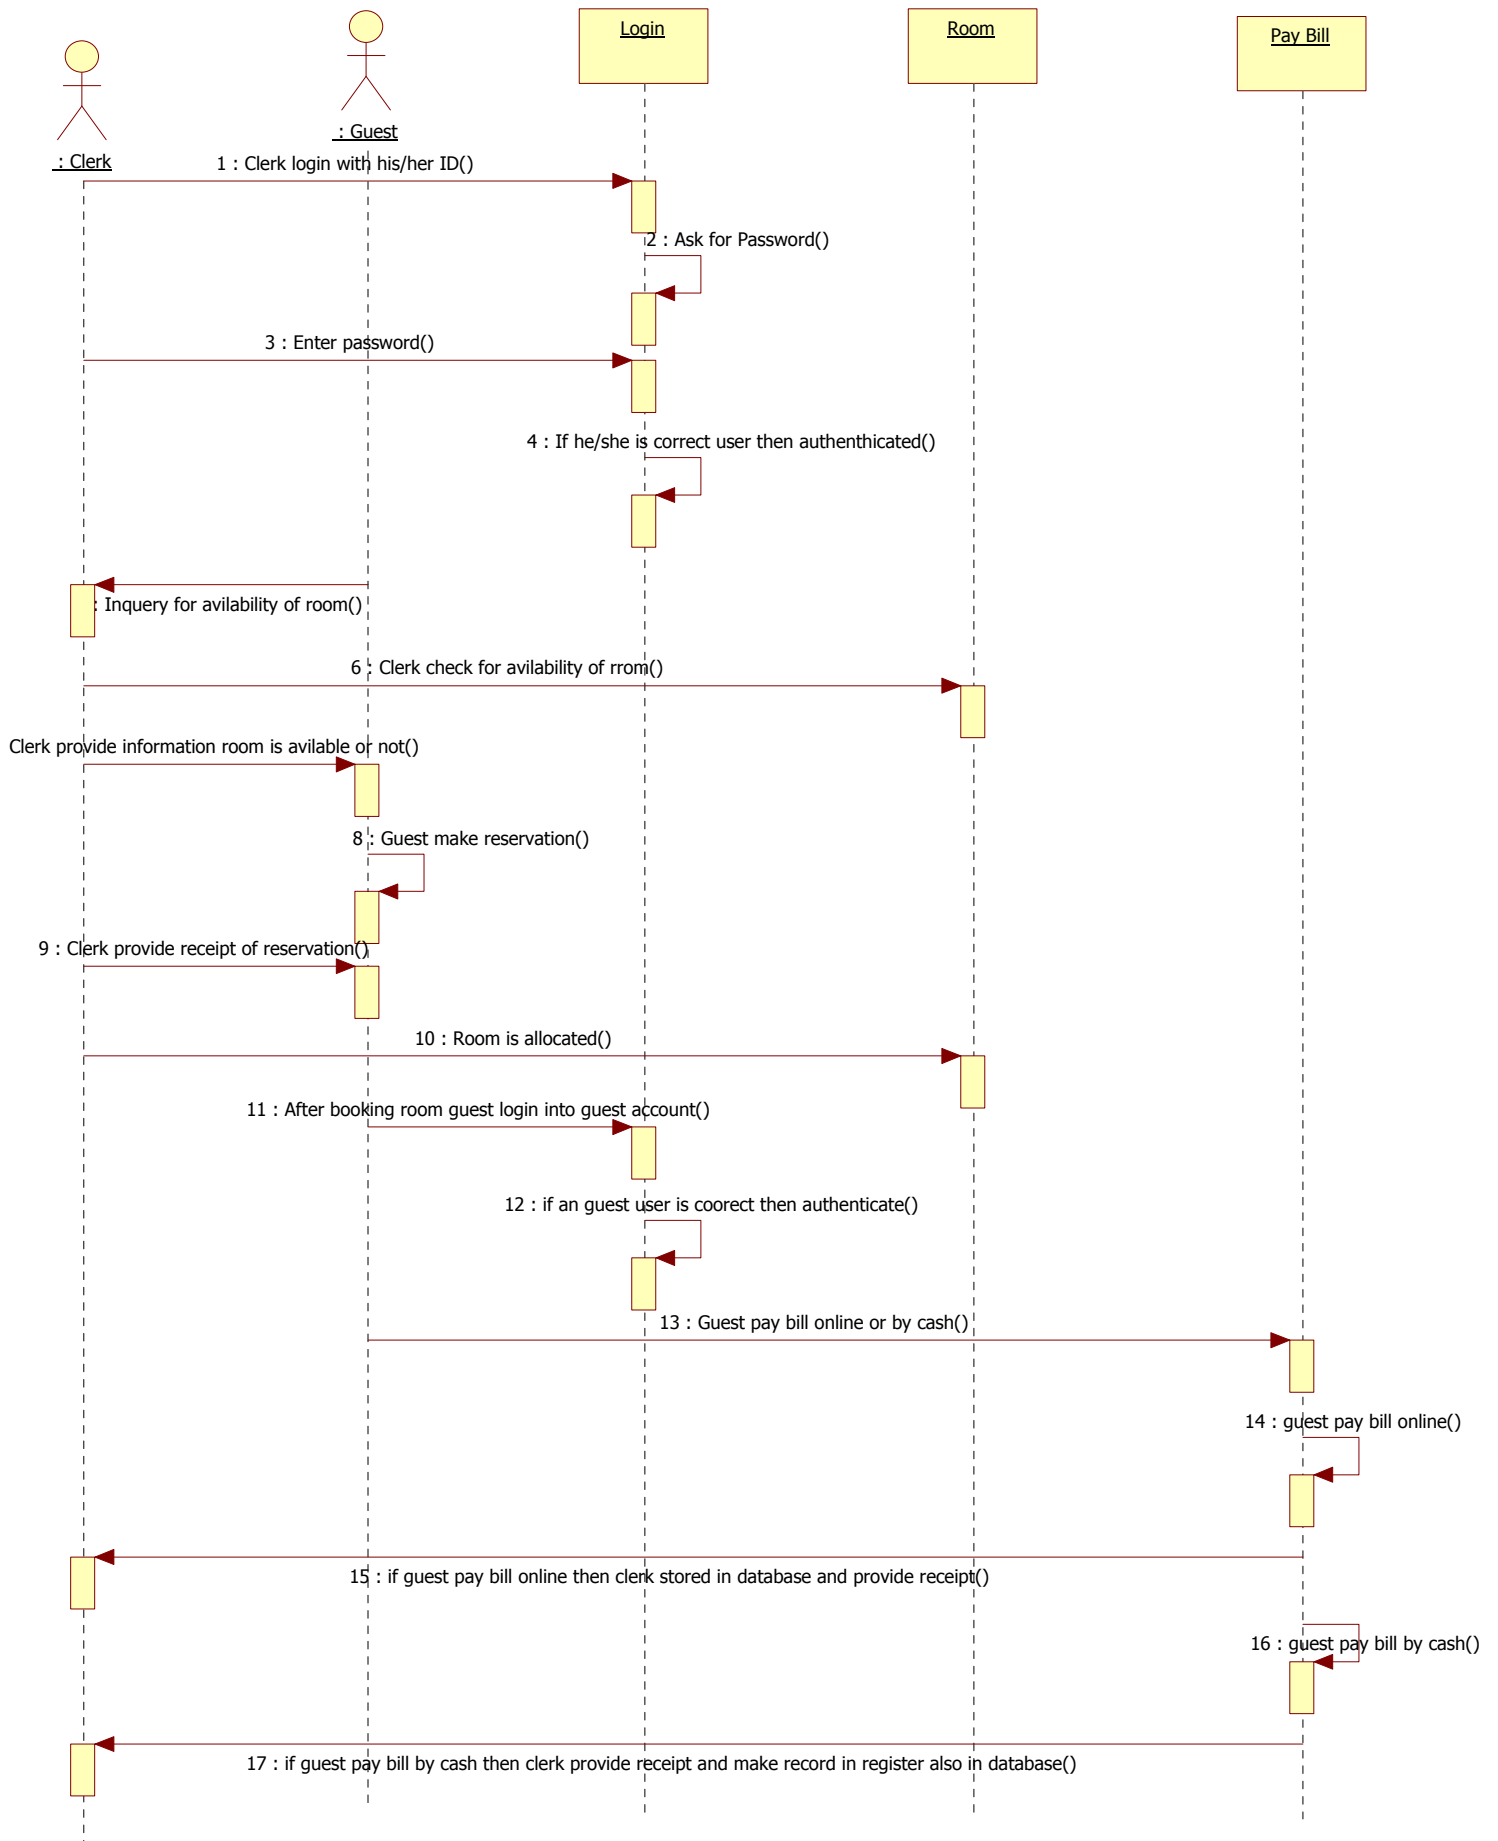 Login
Room
Pay Bill
: Guest
: Clerk
1 : Clerk login with his/her ID()
2 : Ask for Password()
3 : Enter password()
4 : If he/she is correct user then authenthicated()
: Inquery for avilability of room()
6 : Clerk check for avilability of rrom()
Clerk provide information room is avilable or not()
8 : Guest make reservation()
9 : Clerk provide receipt of reservation()
10 : Room is allocated()
11 : After booking room guest login into guest account()
12 : if an guest user is coorect then authenticate()
13 : Guest pay bill online or by cash()
14 : guest pay bill online()
15 : if guest pay bill online then clerk stored in database and provide receipt()
16 : guest pay bill by cash()
17 : if guest pay bill by cash then clerk provide receipt and make record in register also in database()